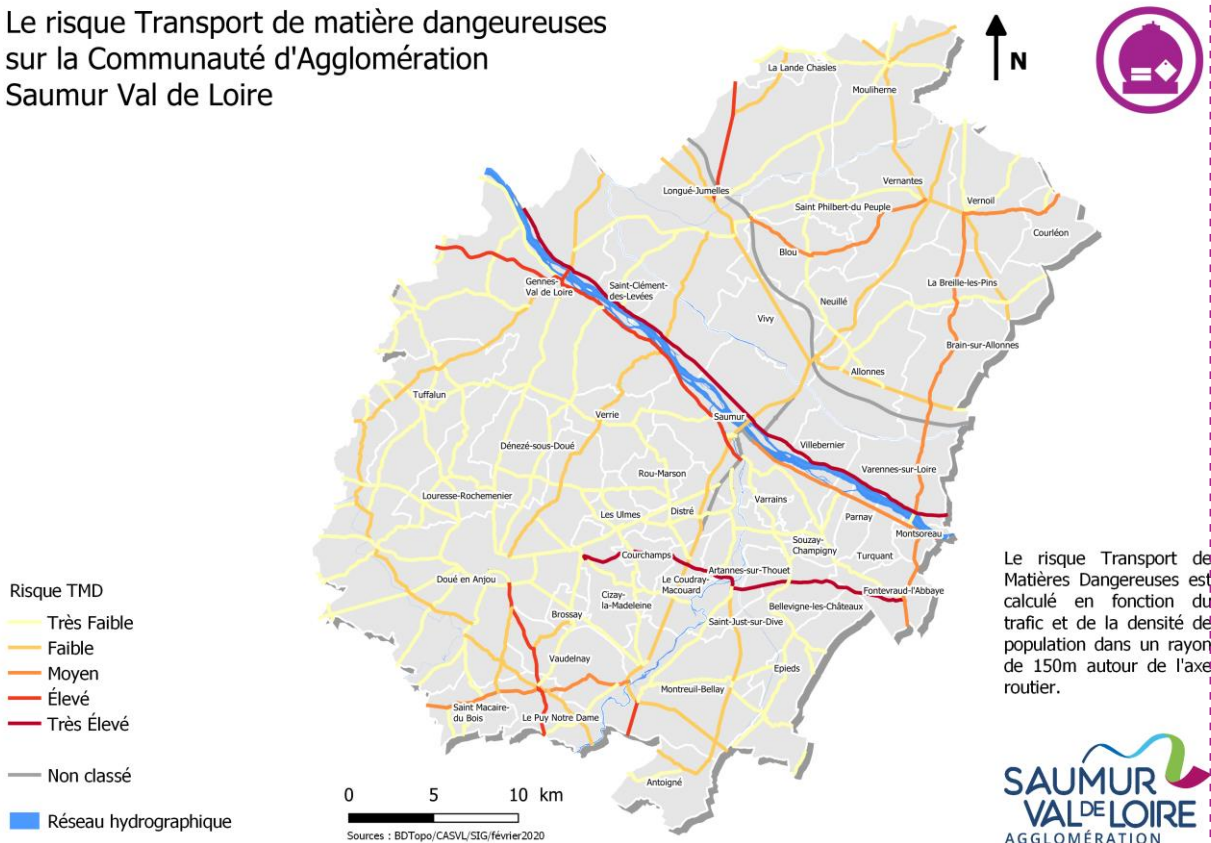 Le risque Transport de matière dangeureuses
sur la Communauté d'Agglomération
Saumur Val de Loire
N
La Lande Chasles
Mouliherne
Longué-Jumelles
Vernantes
Saint Philbert-du Peuple
Vernoil
Courléon
Blou
Gennes-
Val de Loire
Saint-Clément-
des-Levées
La Breille-les-Pins
Neuillé
Vivy
Brain-sur-Allonnes
Allonnes
Tuffalun
Verrie
Saumur
Dénezé-sous-Doué
Villebernier
Varennes-sur-Loire
Rou-Marson
Louresse-Rochemenier
Varrains
Les Ulmes
Distré
Parnay
Montsoreau
Souzay-
Champigny
Turquant
Courchamps
Artannes-sur-Thouet
Doué en Anjou
Le Coudray-
Macouard
Fontevraud-l'Abbaye
Cizay-
la-Madeleine
Bellevigne-les-Châteaux
Brossay
Saint-Just-sur-Dive
Vaudelnay
Epieds
Montreuil-Bellay
Saint Macaire-
du Bois
Le Puy Notre Dame
Antoigné
Risque TMD
Très Faible
Faible
Moyen
Élevé
Très Élevé
Non classé
Réseau hydrographique
0 5 10 km
Sources : BDTopo/CASVL/SIG/février2020
Le risque Transport de
Matières Dangereuses est
calculé en fonction du
trafic et de la densité de
population dans un rayon
de 150m autour de l'axe
routier.
SAUMUR
VAL DE LOIRE
AGGLOMÉRATION